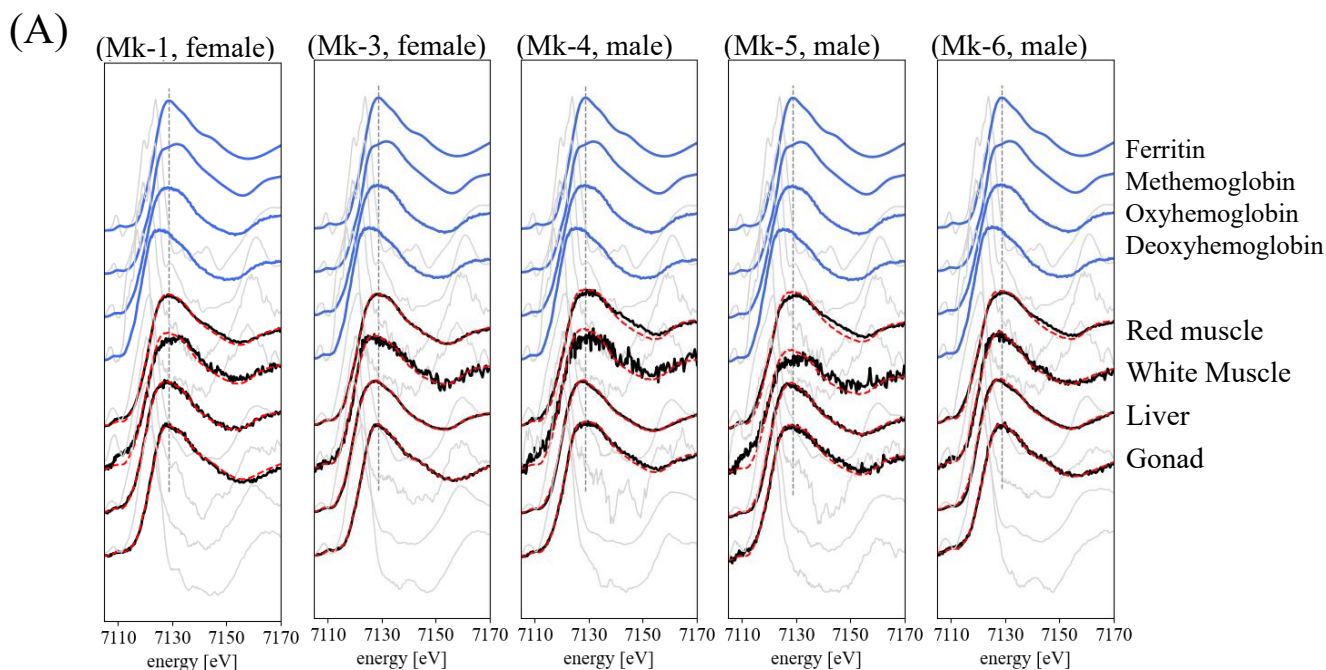 (A)
(Mk-1, female) (Mk-3, female) (Mk-4, male) (Mk-5, male) (Mk-6, male)
Ferritin
Methemoglobin
Oxyhemoglobin
Deoxyhemoglobin
Red muscle
White Muscle
Liver
Gonad
7110 7130 7150 7170 7110 7130 7150 7170 7110 7130 7150 7170 7110 7130 7150 7170 7110 7130 7150 7170
energy [eV] energy [eV] energy [eV] energy [eV] energy [eV]